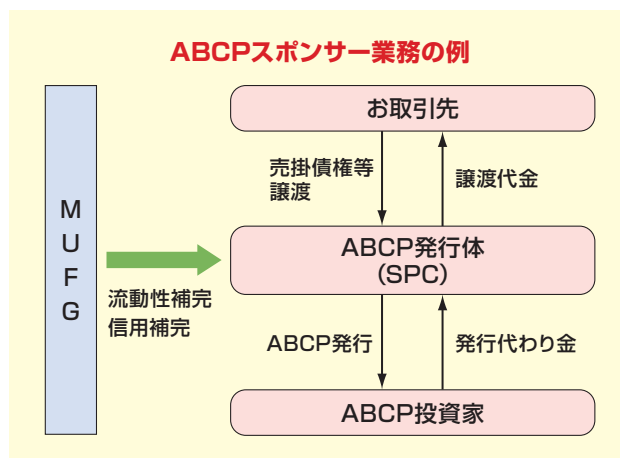 ABCPスポンサー業務の例
お取引先
売掛債権等
譲渡
譲渡代金
MUFG
ABCP発行体
(SPC)
流動性補完
信用補完
ABCP発行
発行代わり金
ABCP投資家